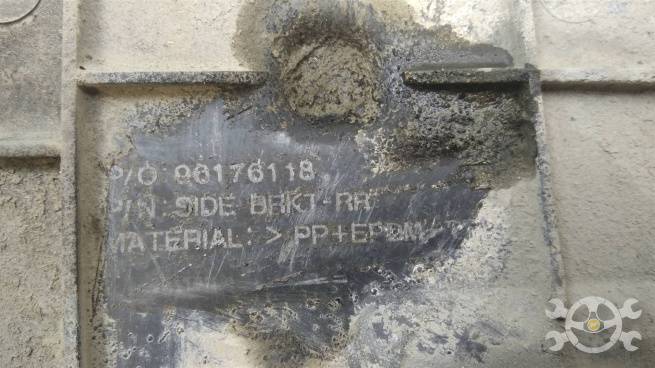 P/O: 96176118
P/N: SIDE BRKT-RR
MATERIAL: >PP+EPDM